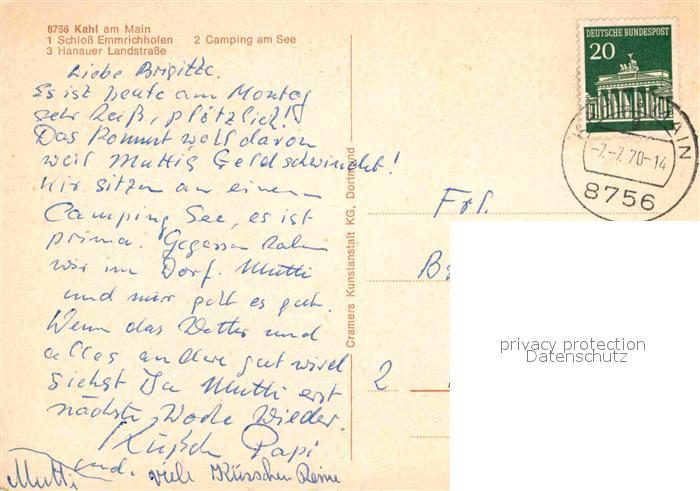 8756 Kahl am Main
1 Schloß Emmrichhofen 2 Camping am See
3 Hanauer Landstraße
Liebe Brigitte.
Es ist heute am Montag
sehr heiß, plötzlich!
Das kommt wohl davon
weil Muttis Geld schwindet!
Wir sitzen an einem
Camping See, es ist
prima. Gegessen haben
wir im Dorf. Mutti
und mir geht es gut.
Wenn das Wetter und
alles andere gut wird
siehst Du Mutti erst
nächste Woche wieder.
Küßch Papi
und. viele Küsschen Deine
Mutti
Cramers Kunstanstalt KG, Dortmund
DEUTSCHE BUNDESPOST
20
-7.-7.70-14
8756
Frl.
2
privacy protection
Datenschutz